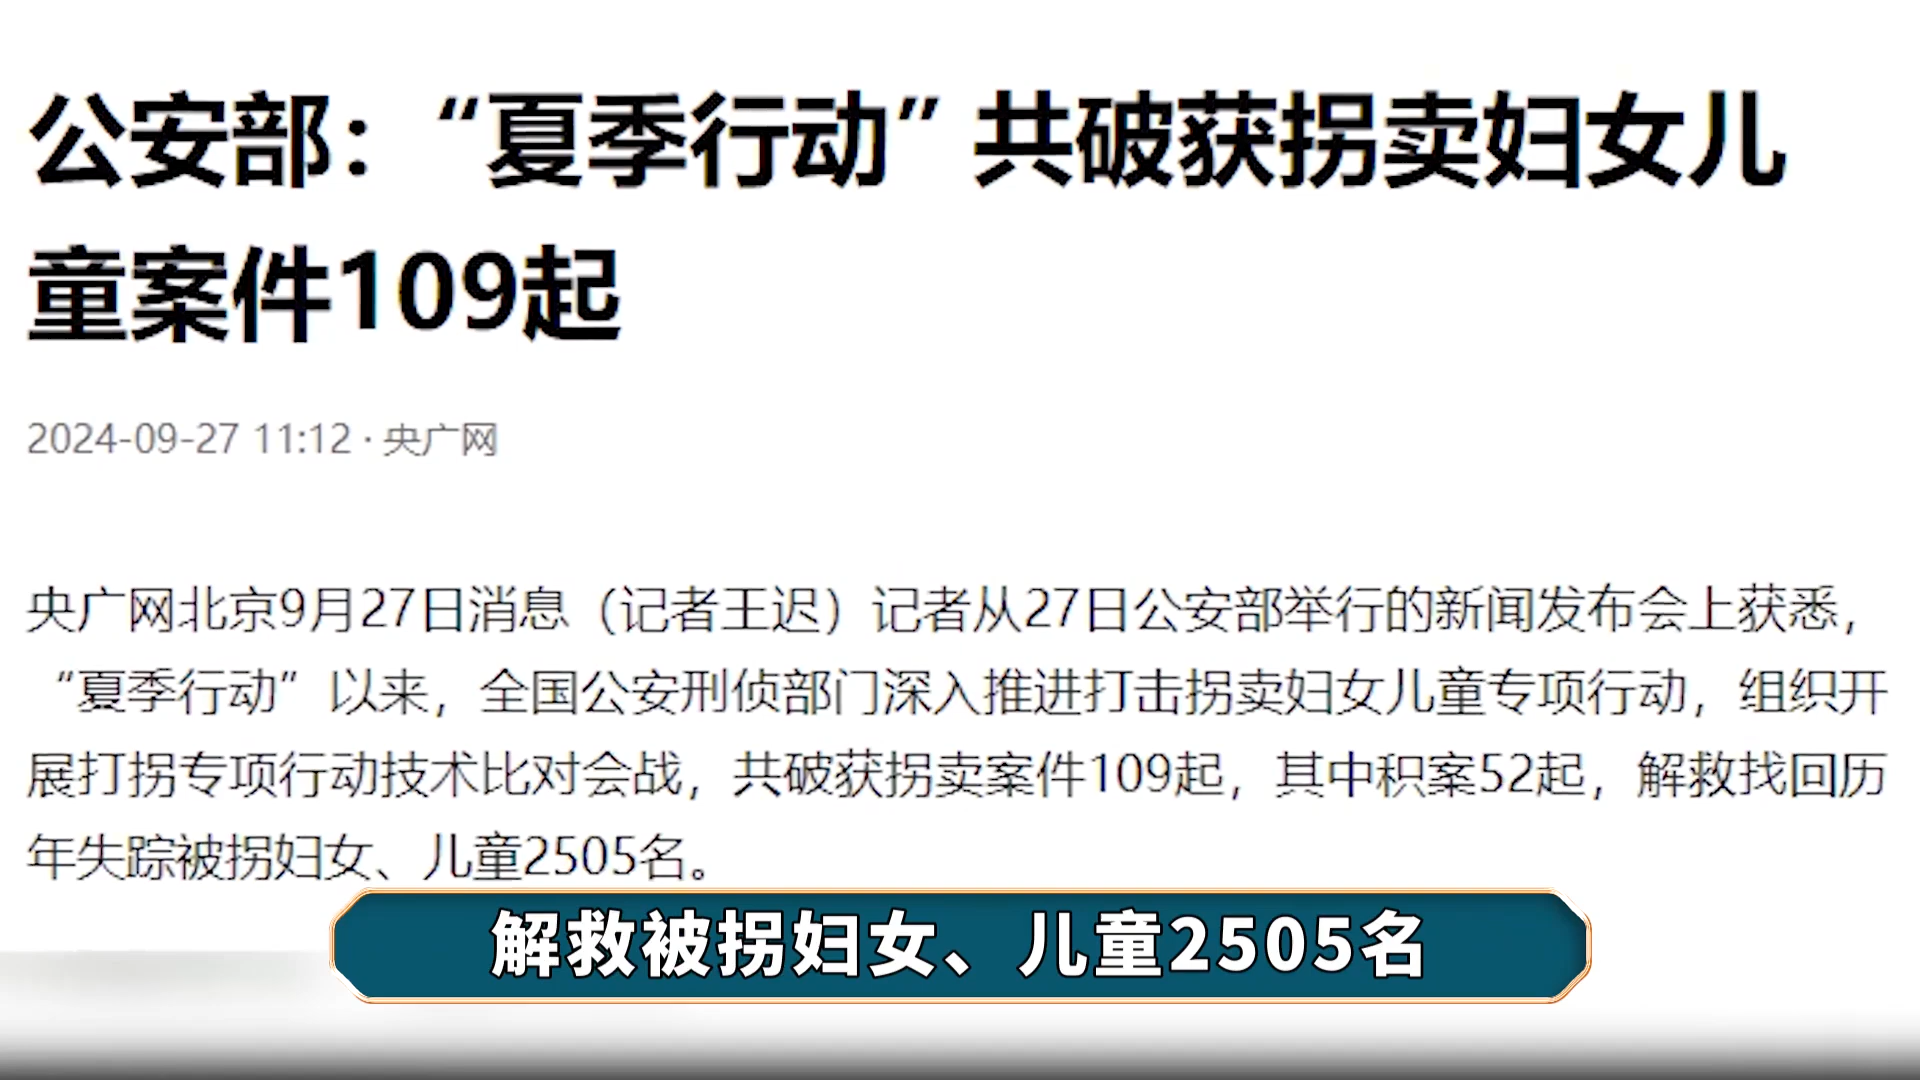 公安部：“夏季行动”共破获拐卖妇女儿
童案件109起
2024-09-27 11:12 · 央广网
央广网北京9月27日消息（记者王迟）记者从27日公安部举行的新闻发布会上获悉，
“夏季行动”以来，全国公安刑侦部门深入推进打击拐卖妇女儿童专项行动，组织开
展打拐专项行动技术比对会战，共破获拐卖案件109起，其中积案52起，解救找回历
年失踪被拐妇女、儿童2505名。
解救被拐妇女、儿童2505名